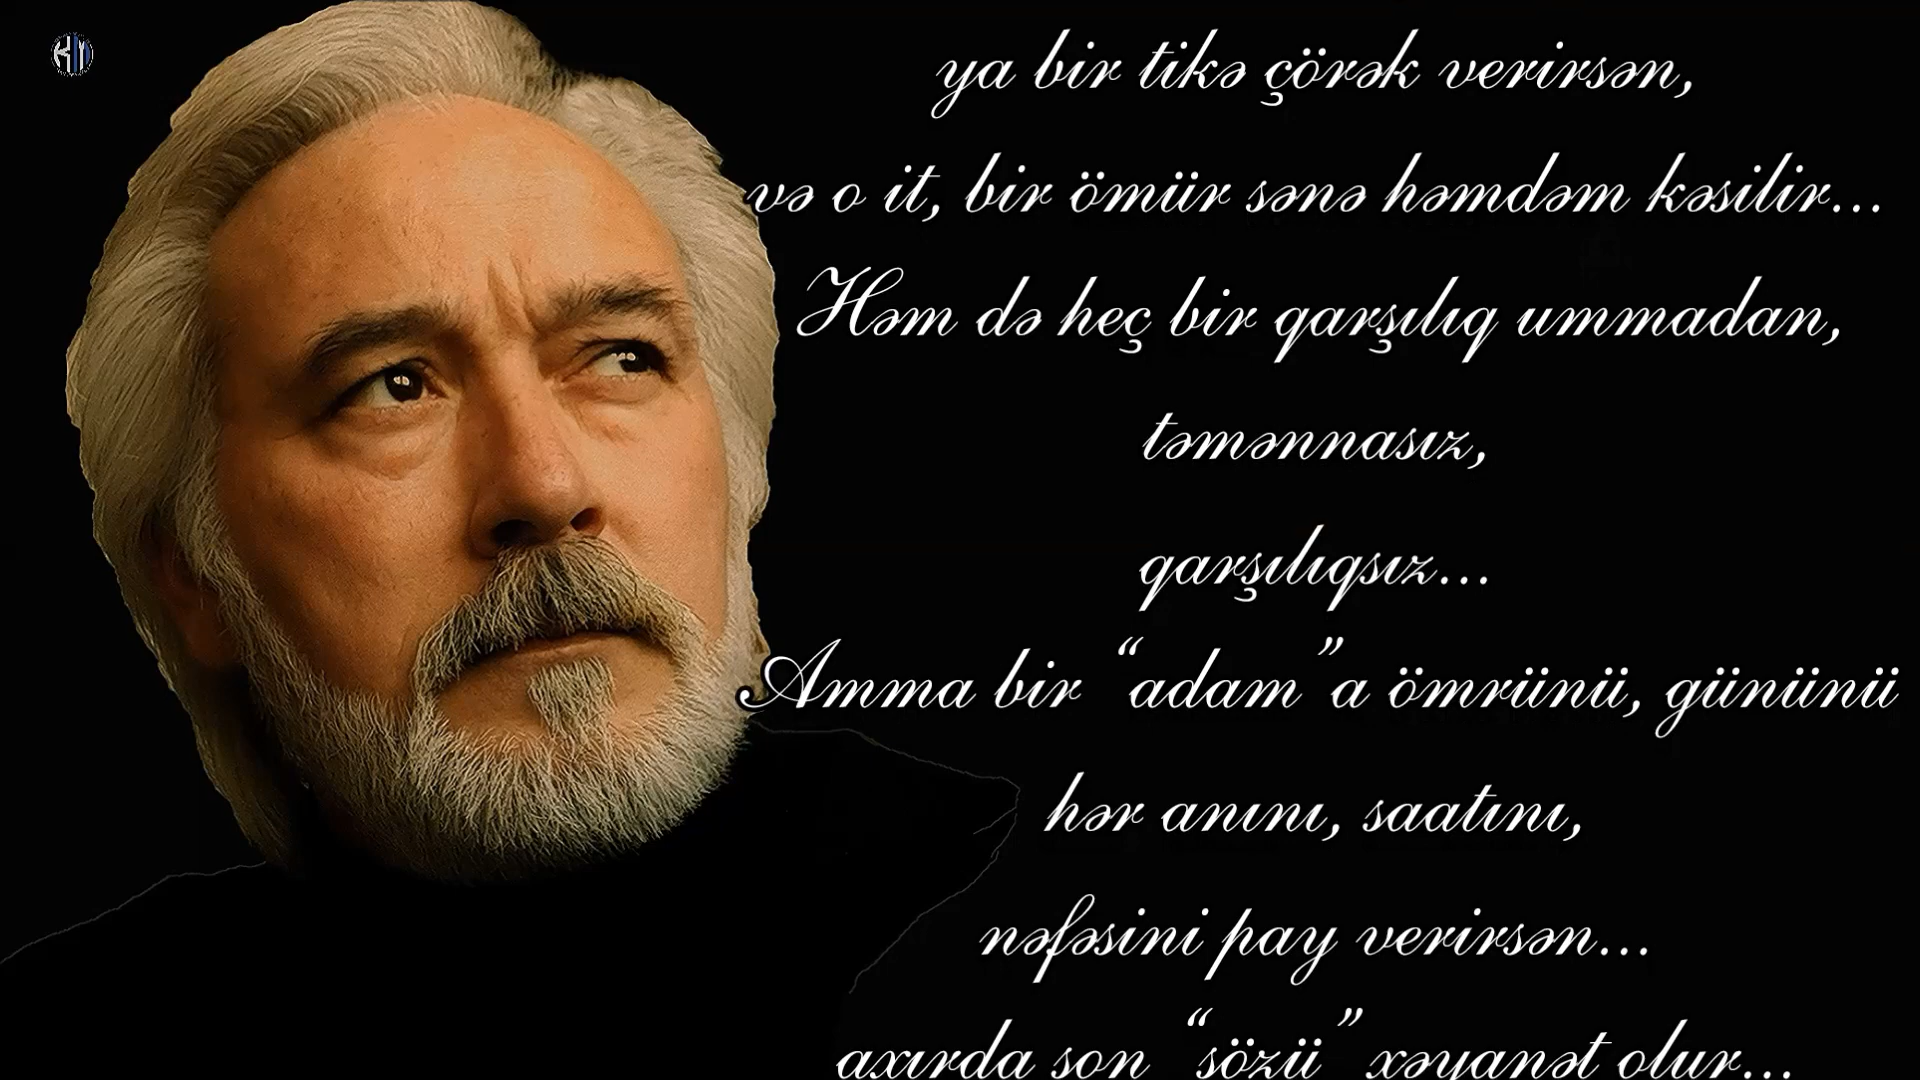 KM
ya bir tikə çörək verirsən,
və o it, bir ömür sənə həmdəm kəsilir...
Həm də heç bir qarşılıq ummadan,
təmənnasız,
qarşılıqsız...
Amma bir “adam”a ömrünü, gününü
hər anını, saatını,
nəfəsini pay verirsən...
axırda son “sözü” xəyanət olur...